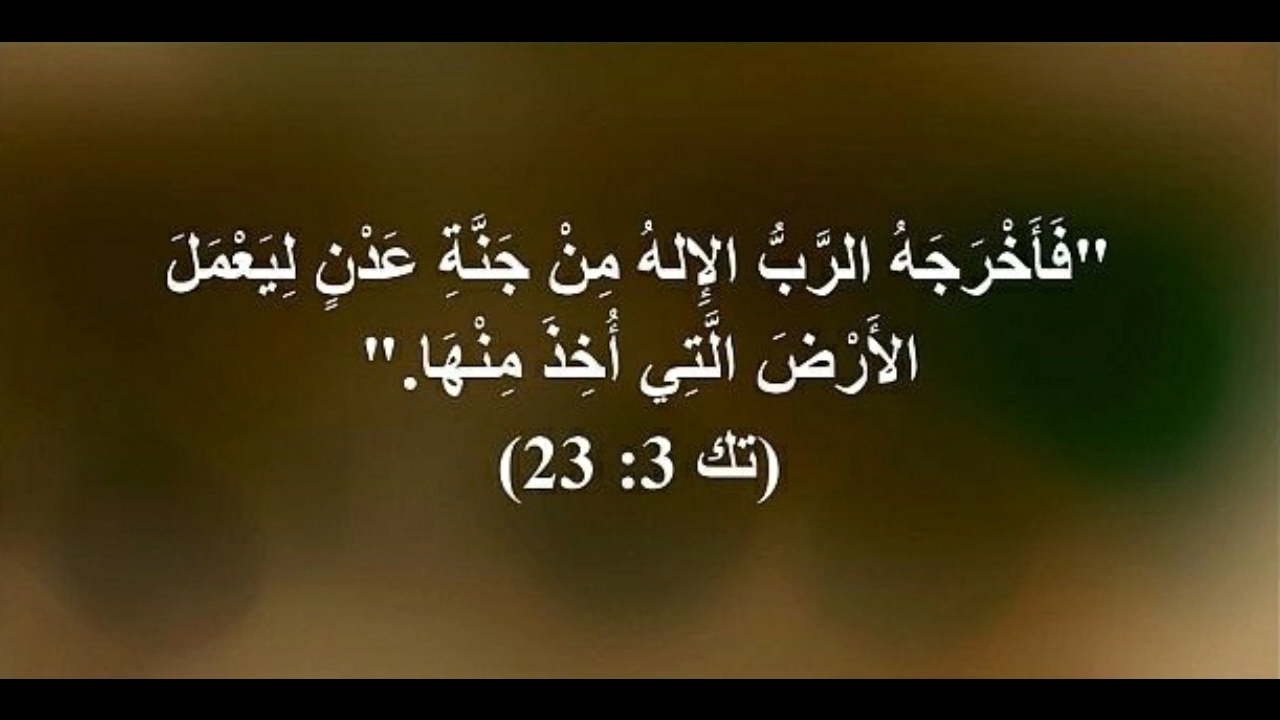 "فَأَخْرَجَهُ الرَّبُّ الإِلهُ مِنْ جَنَّةِ عَدْنٍ لِيَعْمَلَ
الأَرْضَ الَّتِي أُخِذَ مِنْهَا."
(تك 3: 23)